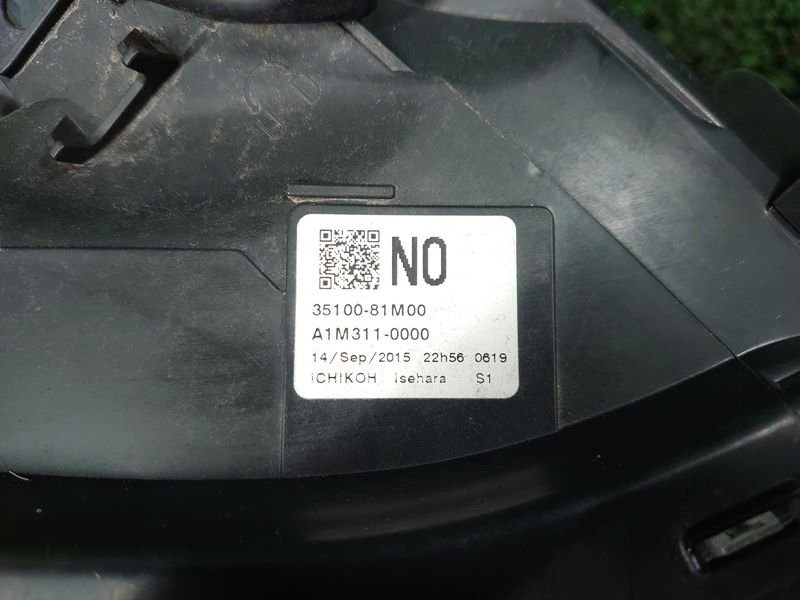 NO
35100-81M00
A1M311-0000
14/Sep/2015 22h56 0619
ICHIKOH Isehara S1